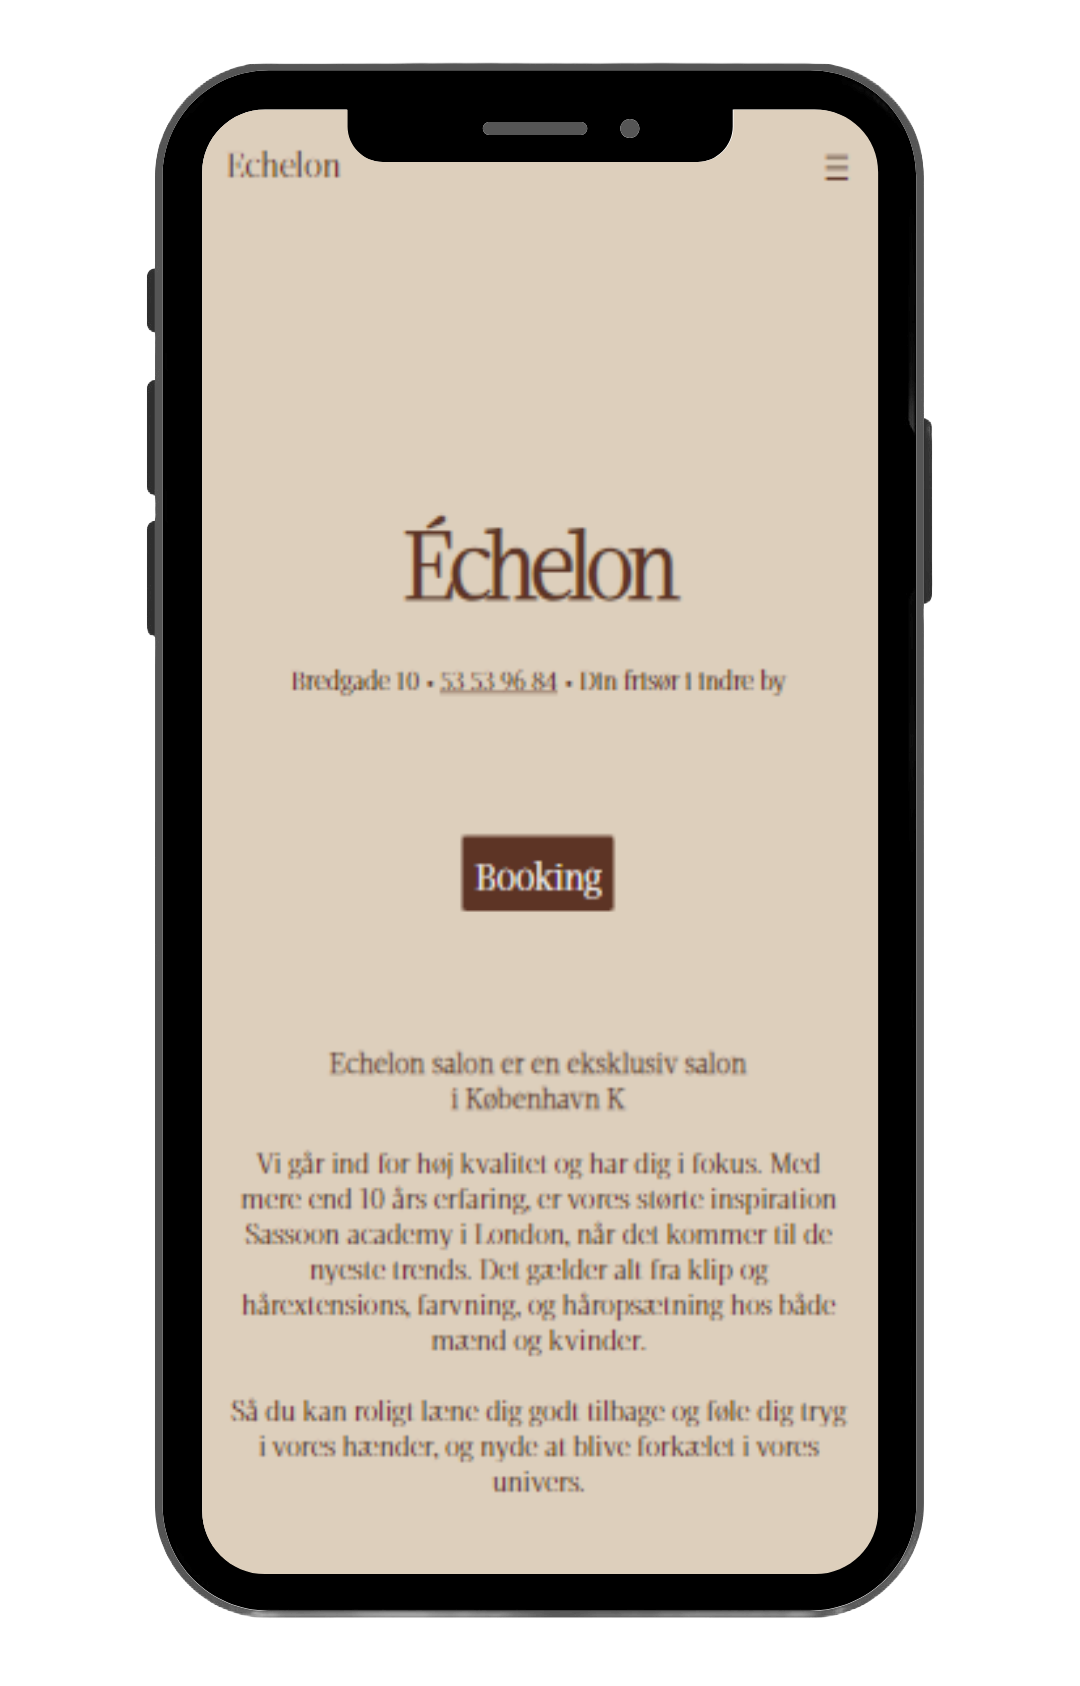 Echelon
Échelon
Bredgade 10 • 53 53 96 84 • Din frisør i indre by
Booking
Echelon salon er en eksklusiv salon
i København K
Vi går ind for høj kvalitet og har dig i fokus. Med
mere end 10 års erfaring, er vores størte inspiration
Sassoon academy i London, når det kommer til de
nyeste trends. Det gælder alt fra klip og
hårextensions, farvning, og håropsætning hos både
mænd og kvinder.
Så du kan roligt læne dig godt tilbage og føle dig tryg
i vores hænder, og nyde at blive forkælet i vores
univers.